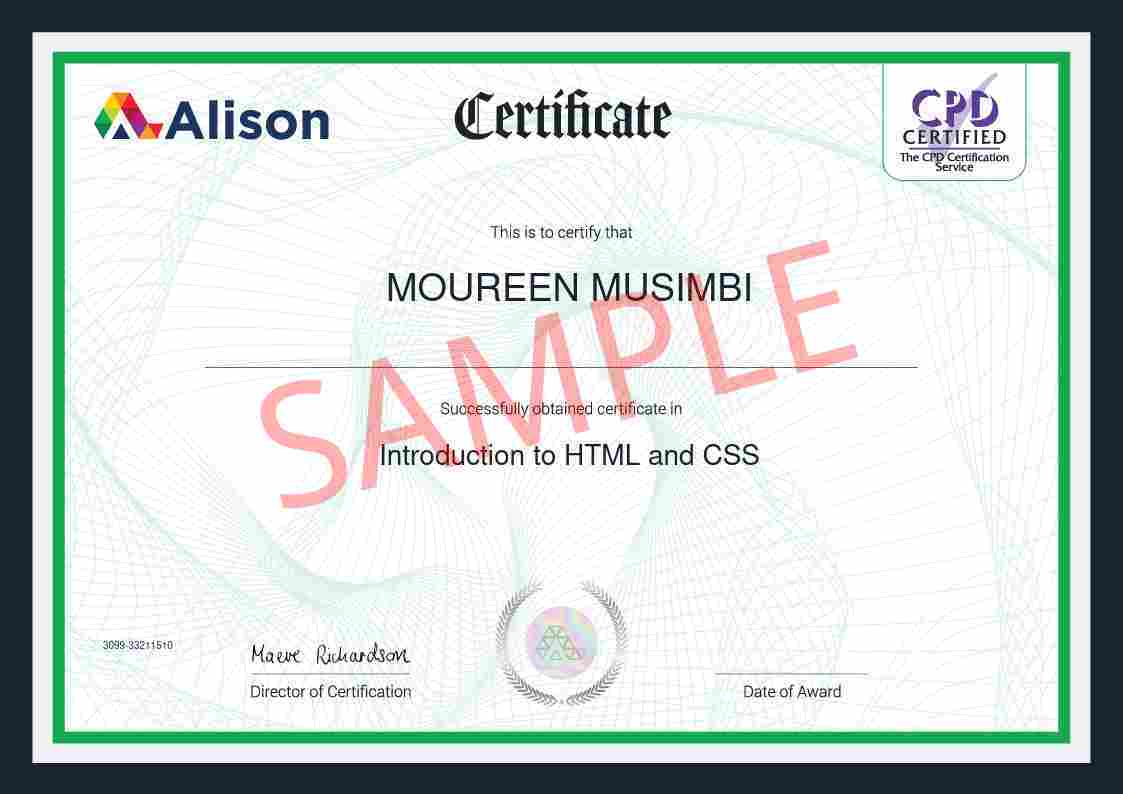 Alison
Certificate
CPD
CERTIFIED
The CPD Certification
Service
This is to certify that
MOUREEN MUSIMBI
SAMPLE
Successfully obtained certificate in
Introduction to HTML and CSS
3099-33211510
Maeve Richardson
Director of Certification
Date of Award